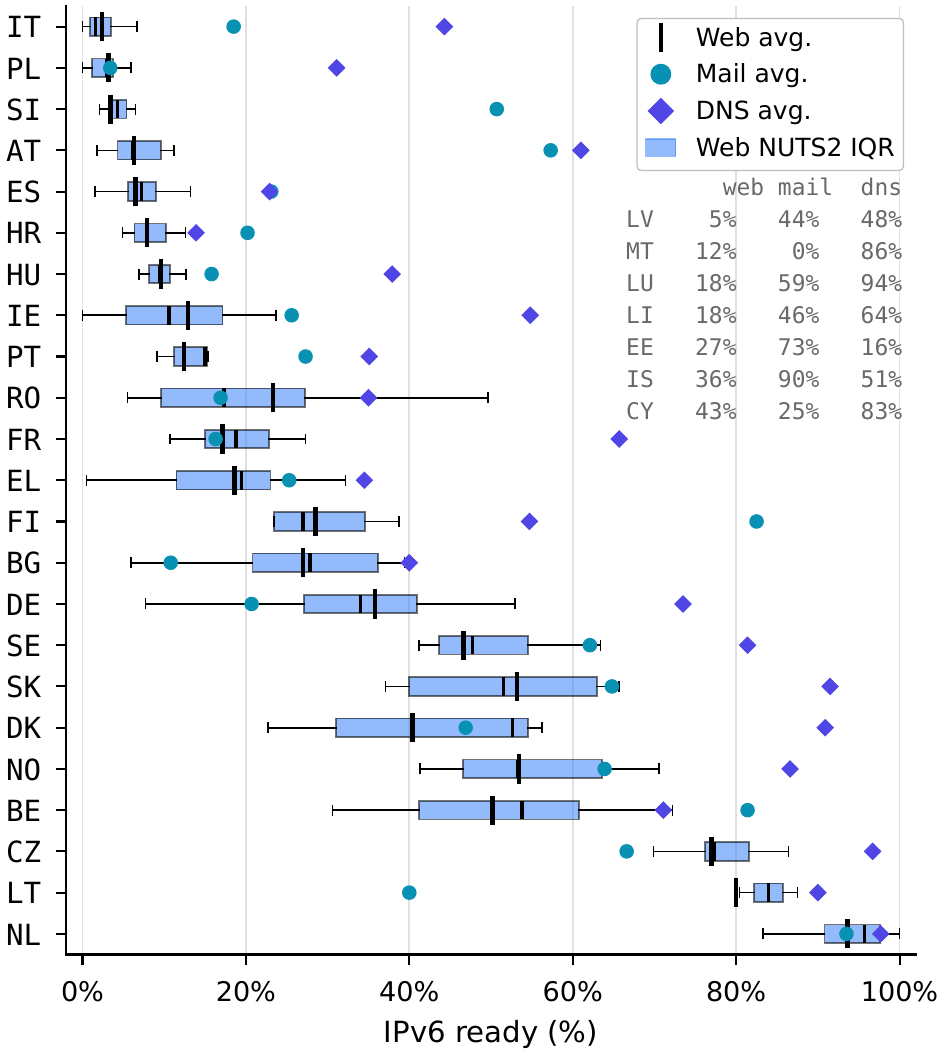 IT
PL
SI
AT
ES
HR
HU
IE
PT
RO
FR
EL
FI
BG
DE
SE
SK
DK
NO
BE
CZ
LT
NL
Web avg.
Mail avg.
DNS avg.
Web NUTS2 IQR
web mail dns
LV 5% 44% 48%
MT 12% 0% 86%
LU 18% 59% 94%
LI 18% 46% 64%
EE 27% 73% 16%
IS 36% 90% 51%
CY 43% 25% 83%
0% 20% 40% 60% 80% 100%
IPv6 ready (%)